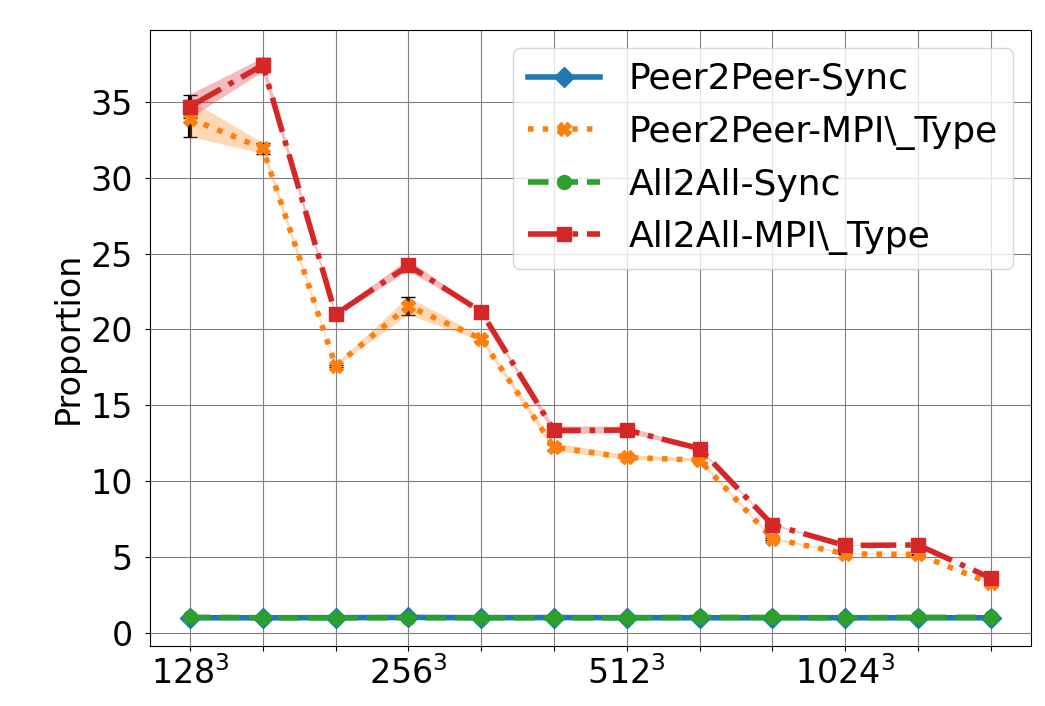 Peer2Peer-Sync
Peer2Peer-MPI\_Type
All2All-Sync
All2All-MPI\_Type
Proportion
35
30
25
20
15
10
5
0
128³
256³
512³
1024³